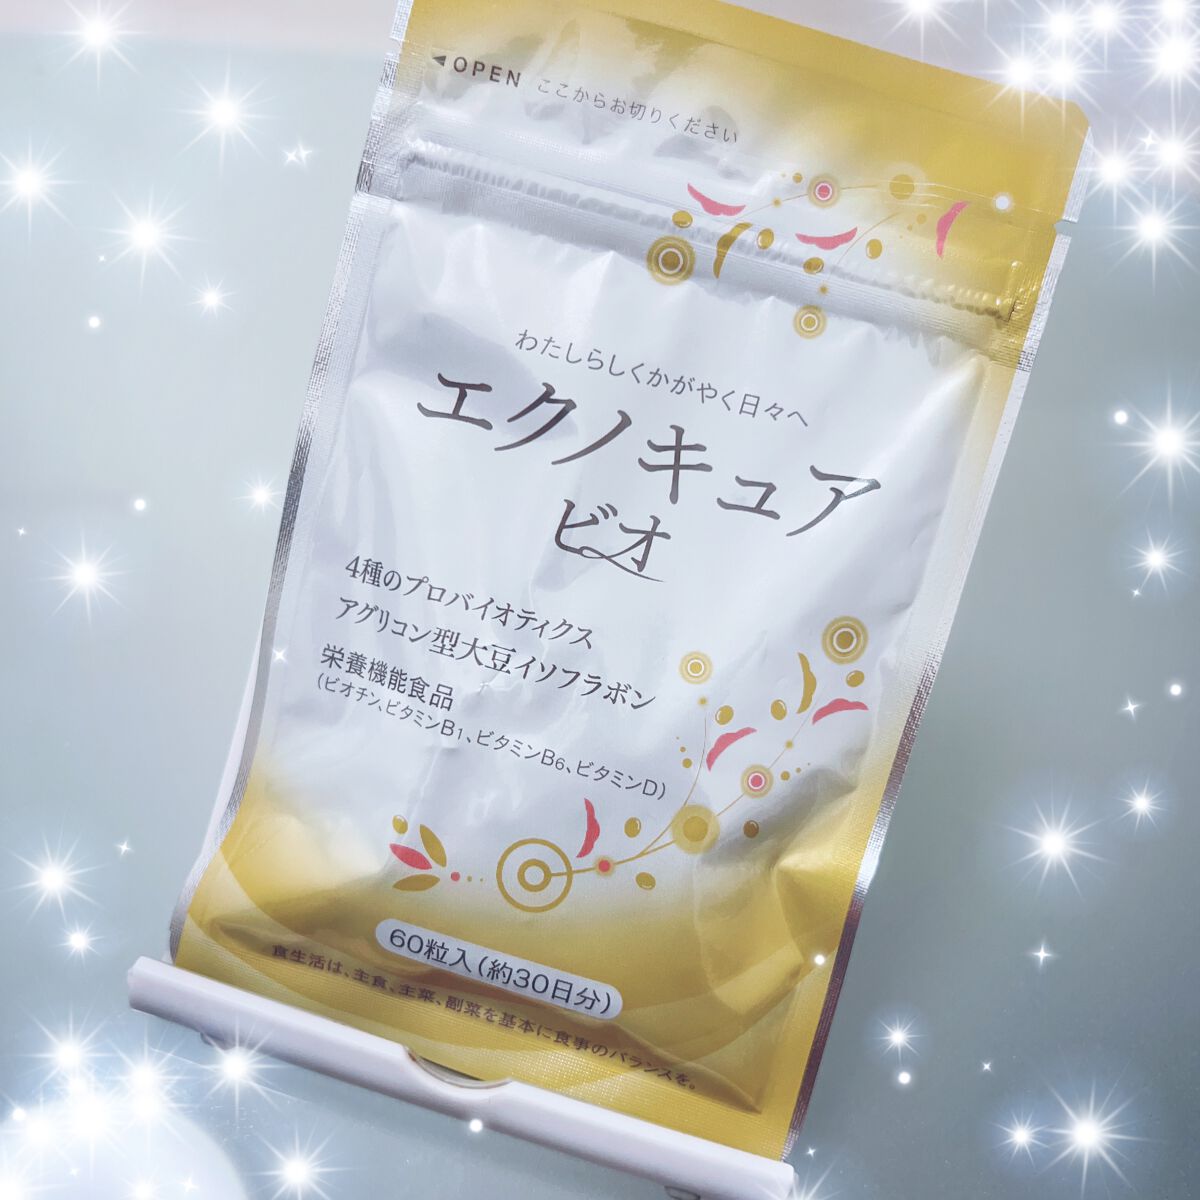 ◀OPEN ここからお切りください
わたしらしくかがやく日々へ
エクノキュア
ビオ
4種のプロバイオティクス
アグリコン型大豆イソフラボン
栄養機能食品
(ビオチン、ビタミンB1、ビタミンB6、ビタミンD)
60粒入(約30日分)
食生活は、主食、主菜、副菜を基本に食事のバランスを。